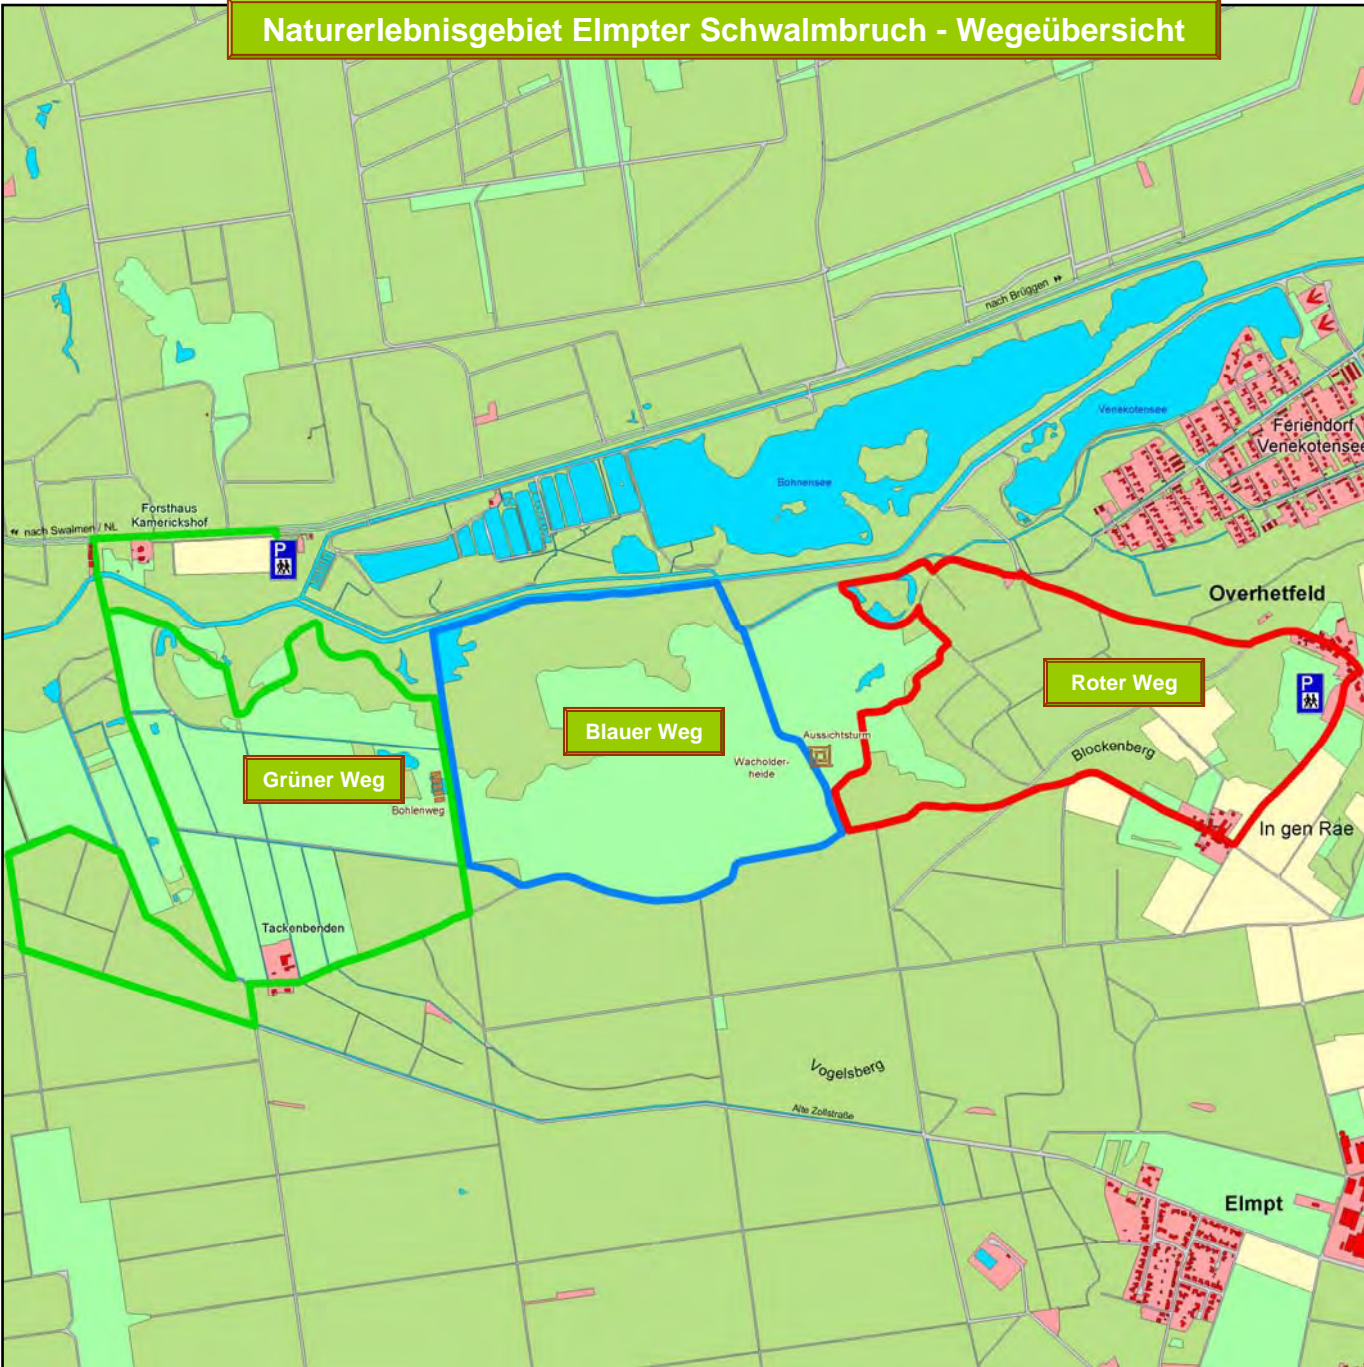 Naturerlebnisgebiet Elmpter Schwalmbruch - Wegeübersicht
nach Brüggen
Venekotensee
Feriendorf
Venekotensee
Bohnensee
Forsthaus
Kamerickshof
nach Swalmen / NL
P
Overhetfeld
Roter Weg
P
Blauer Weg
Aussichtsturm
Wacholder-
heide
Blockenberg
Grüner Weg
Bohlenweg
In gen Rae
Tackenbenden
Vogelsberg
Alte Zollstraße
Elmpt